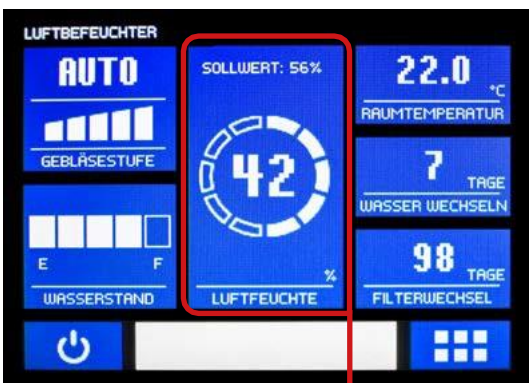 LUFTBEFEUCHTER
AUTO
GEBLÄSESTUFE
E F
WASSERSTAND
SOLLWERT: 56%
42
%
LUFTFEUCHTE
22.0 °C
RAUMTEMPERATUR
7 TAGE
WASSER WECHSELN
98 TAGE
FILTERWECHSEL